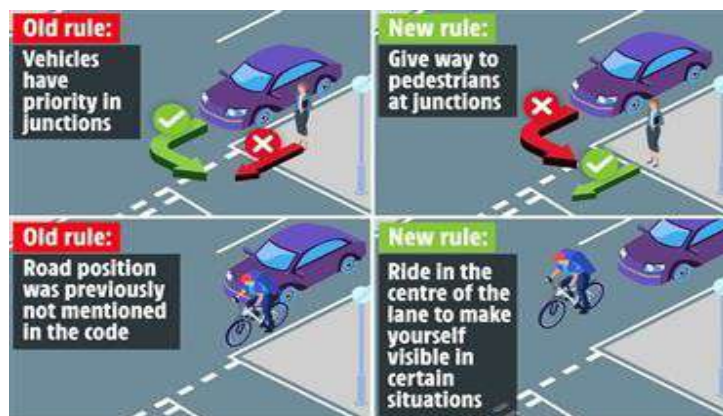 Old rule:
Vehicles
have
priority in
junctions
New rule:
Give way to
pedestrians
at junctions
Old rule:
Road position
was previously
not mentioned
in the code
New rule:
Ride in the
centre of the
lane to make
yourself
visible in
certain
situations